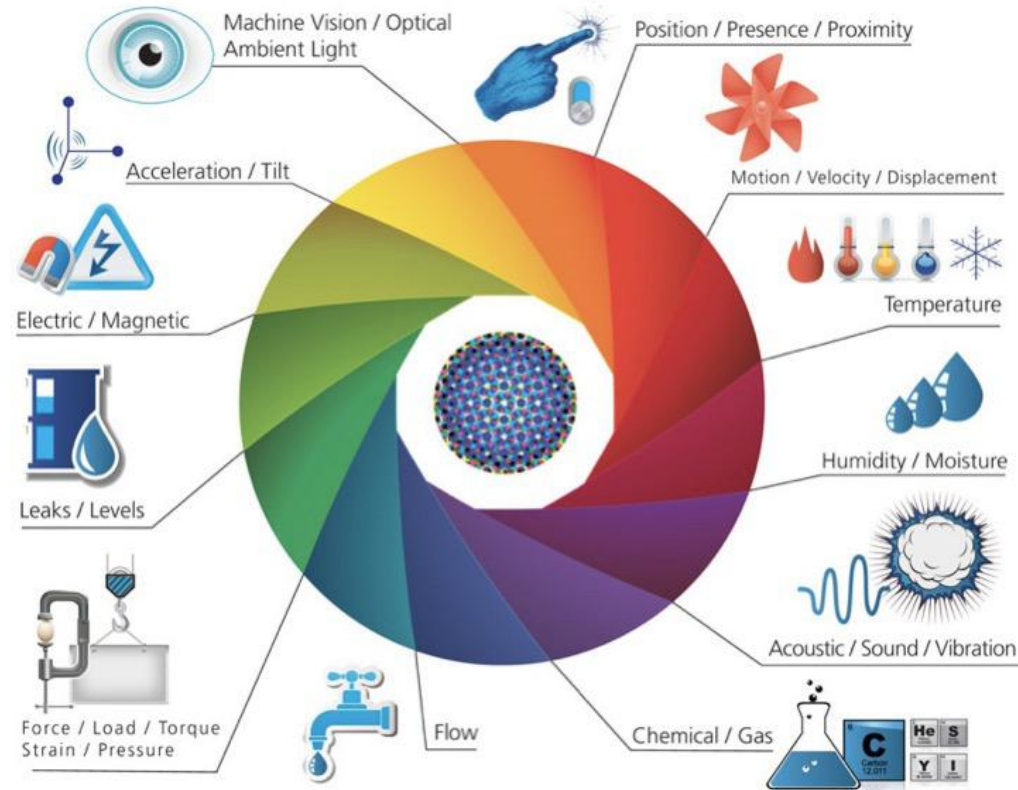 Machine Vision / Optical
Ambient Light
Position / Presence / Proximity
Acceleration / Tilt
Motion / Velocity / Displacement
Electric / Magnetic
Temperature
Leaks / Levels
Humidity / Moisture
Acoustic / Sound / Vibration
Force / Load / Torque
Strain / Pressure
Flow
Chemical / Gas
C
Carbon
12.011
He
S
Y
I